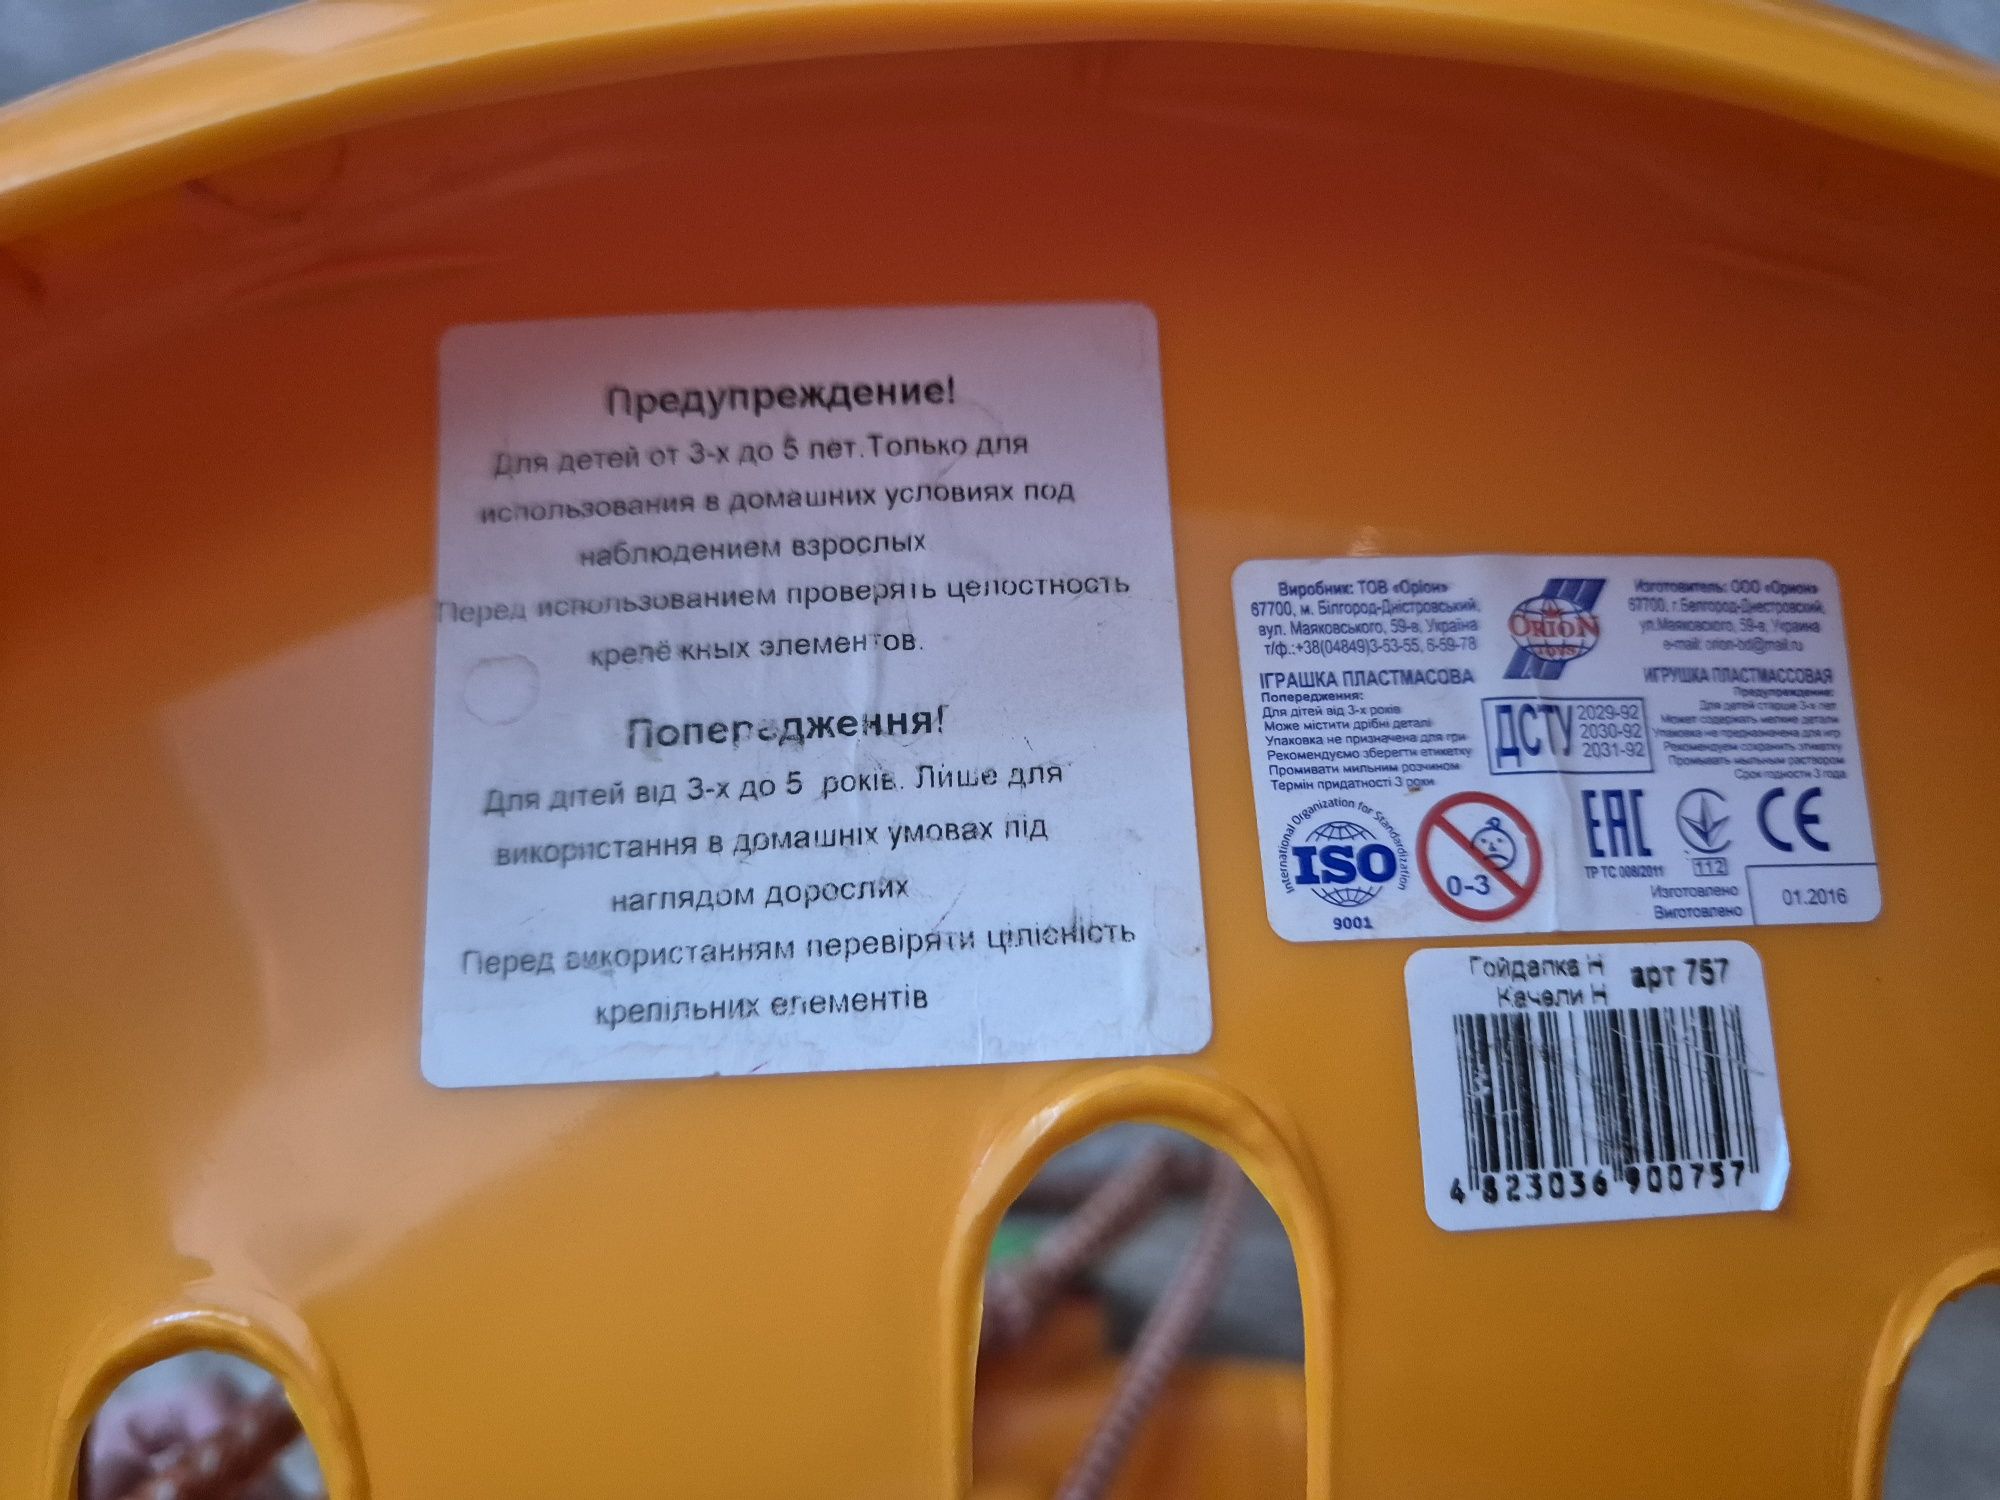 Предупреждение!
Для детей от 3-х до 5 лет.Только для
использования в домашних условиях под
наблюдением взрослых
Перед использованием проверять целостность
крепёжных элементов.
Попередження!
Для дітей від 3-х до 5 років. Лише для
використання в домашніх умовах під
наглядом дорослих
Перед використанням перевіряти цілісність
кріпільних елементів
Виробник: ТОВ «Оріон»
67700, м. Білгород-Дністровський,
вул. Маяковського, 59-в, Україна
т/ф.:+38(04849)3-53-55, 6-59-78
ІГРАШКА ПЛАСТМАСОВА
Попередження:
Для дітей від 3-х років
Може містити дрібні деталі
Упаковка не призначена для гри
Рекомендуємо зберегти етикетку
Промивати мильним розчином
Термін придатності 3 роки
ORION
TOYS
Изготовитель: ООО «Орион»
67700, г.Белгород-Днестровский,
ул.Маяковского, 59-в, Украина
e-mail: orion-bd@mail.ru
ИГРУШКА ПЛАСТМАССОВАЯ
Предупреждение:
Для детей старше 3-х лет
Может содержать мелкие детали
Упаковка не предназначена для игр
Рекомендуем сохранить этикетку
Промывать мыльным раствором
Срок годности 3 года
ДСТУ
2029-92
2030-92
2031-92
International Organization for Standardization
ISO
9001
0-3
EAC
ТР ТС 008/2011
112
CE
Изготовлено
Виготовлено
01.2016
Гойдалка Н
Качели Н
арт 757
4 823036 900757